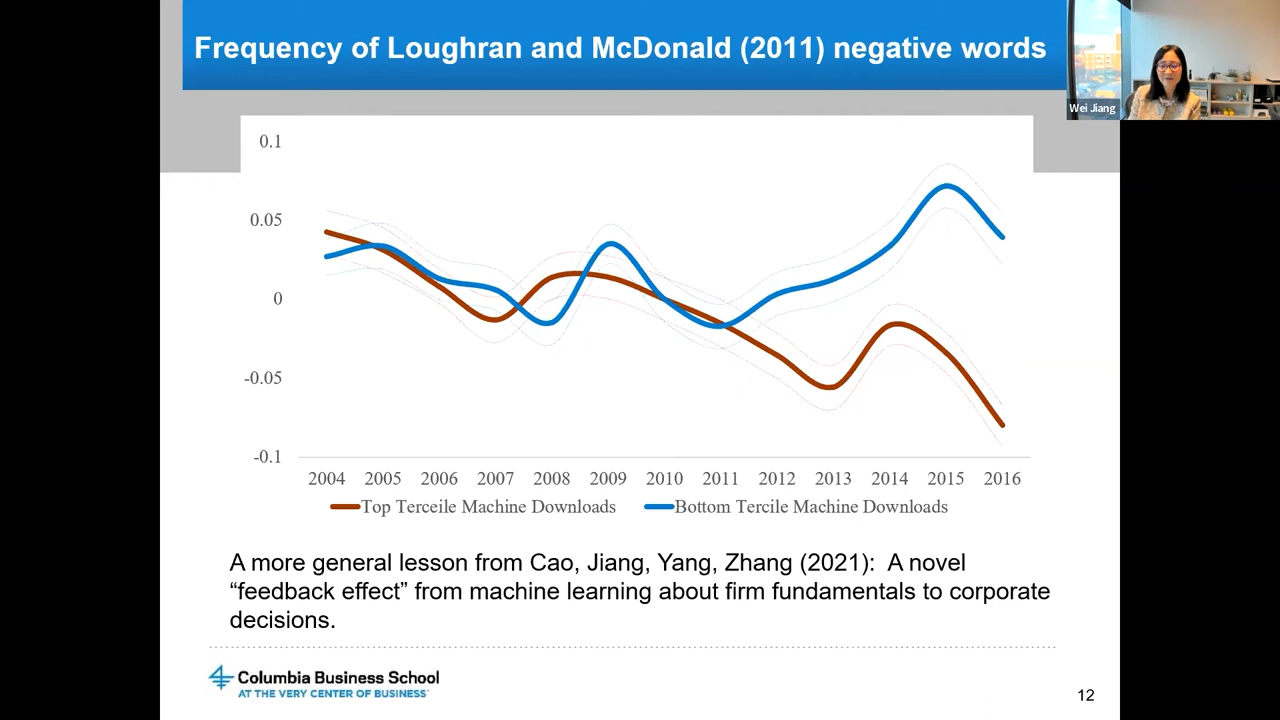 Frequency of Loughran and McDonald (2011) negative words
Wei Jiang
0.1
0.05
0
-0.05
-0.1
2004 2005 2006 2007 2008 2009 2010 2011 2012 2013 2014 2015 2016
Top Terceile Machine Downloads Bottom Tercile Machine Downloads
A more general lesson from Cao, Jiang, Yang, Zhang (2021): A novel
“feedback effect” from machine learning about firm fundamentals to corporate
decisions.
Columbia Business School
AT THE VERY CENTER OF BUSINESS™
12